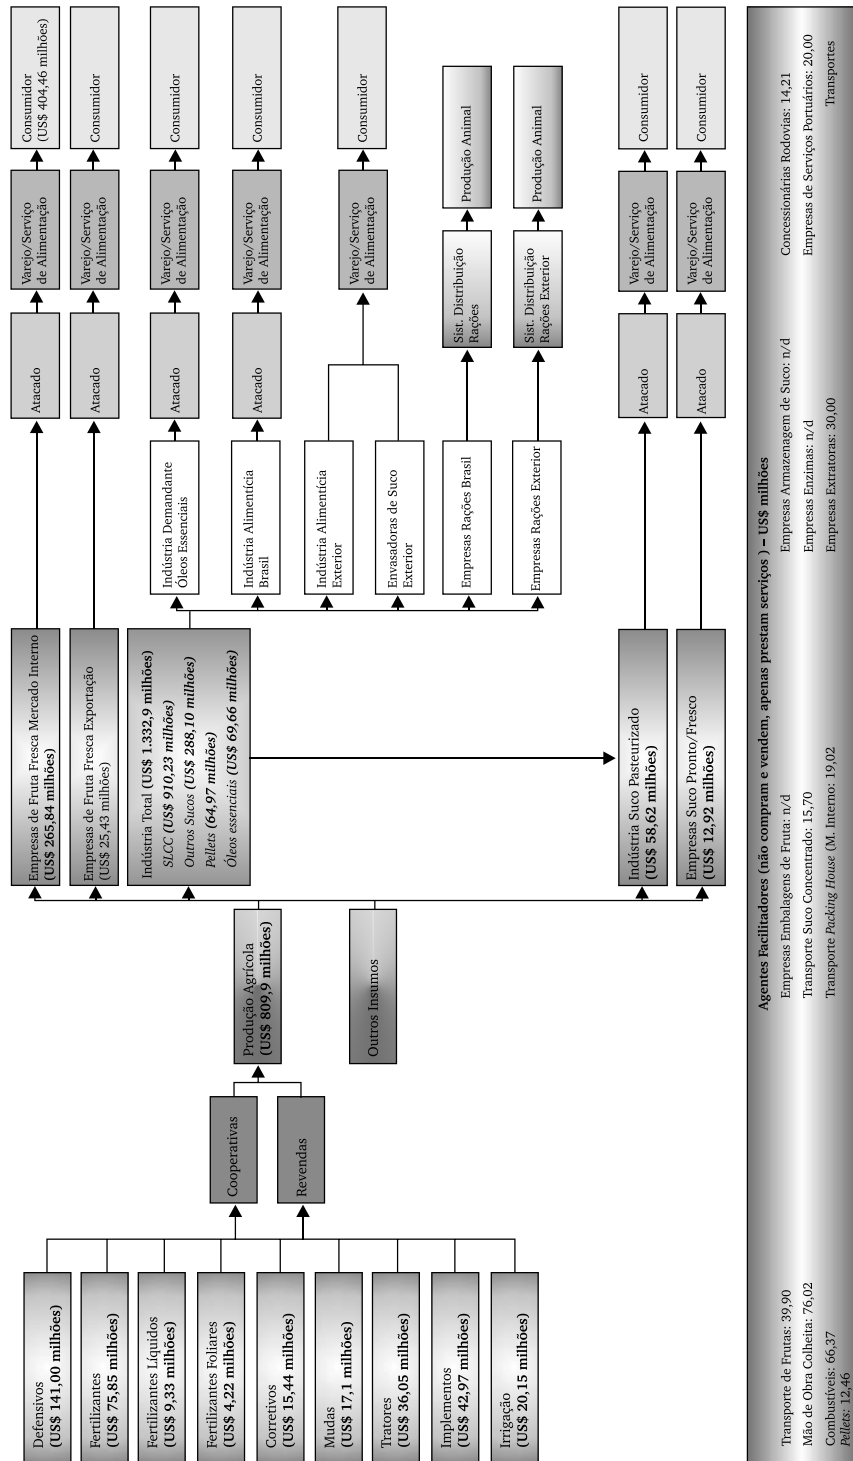 Defensivos
(US$ 141,00 milhões)
Fertilizantes
(US$ 75,85 milhões)
Fertilizantes Líquidos
(US$ 9,33 milhões)
Fertilizantes Foliares
(US$ 4,22 milhões)
Corretivos
(US$ 15,44 milhões)
Mudas
(US$ 17,1 milhões)
Tratores
(US$ 36,05 milhões)
Implementos
(US$ 42,97 milhões)
Irrigação
(US$ 20,15 milhões)
Cooperativas
Revendas
Produção Agrícola
(US$ 809,9 milhões)
Outros Insumos
Empresas de Fruta Fresca Mercado Interno
(US$ 265,84 milhões)
Empresas de Fruta Fresca Exportação
(US$ 25,43 milhões)
Indústria Total (US$ 1.332,9 milhões)
SLCC (US$ 910,23 milhões)
Outros Sucos (US$ 288,10 milhões)
Pellets (64,97 milhões)
Óleos essenciais (US$ 69,66 milhões)
Indústria Suco Pasteurizado
(US$ 58,62 milhões)
Empresas Suco Pronto/Fresco
(US$ 12,92 milhões)
Indústria Demandante
Óleos Essenciais
Indústria Alimentícia
Brasil
Indústria Alimentícia
Exterior
Envasadoras de Suco
Exterior
Empresas Rações Brasil
Empresas Rações Exterior
Atacado
Atacado
Atacado
Atacado
Sist. Distribuição
Rações
Sist. Distribuição
Rações Exterior
Atacado
Atacado
Varejo/Serviço
de Alimentação
Varejo/Serviço
de Alimentação
Varejo/Serviço
de Alimentação
Varejo/Serviço
de Alimentação
Varejo/Serviço
de Alimentação
Produção Animal
Produção Animal
Varejo/Serviço
de Alimentação
Varejo/Serviço
de Alimentação
Consumidor
(US$ 404,46 milhões)
Consumidor
Consumidor
Consumidor
Consumidor
Consumidor
Consumidor
Agentes Facilitadores (não compram e vendem, apenas prestam serviços ) – US$ milhões
Transporte de Frutas: 39,90
Mão de Obra Colheita: 76,02
Combustíveis: 66,37
Pellets: 12,46
Empresas Embalagens de Fruta: n/d
Transporte Suco Concentrado: 15,70
Transporte Packing House (M. Interno: 19,02
Empresas Armazenagem de Suco: n/d
Empresas Enzimas: n/d
Empresas Extratoras: 30,00
Concessionárias Rodovias: 14,21
Empresas de Serviços Portuários: 20,00
Transportes